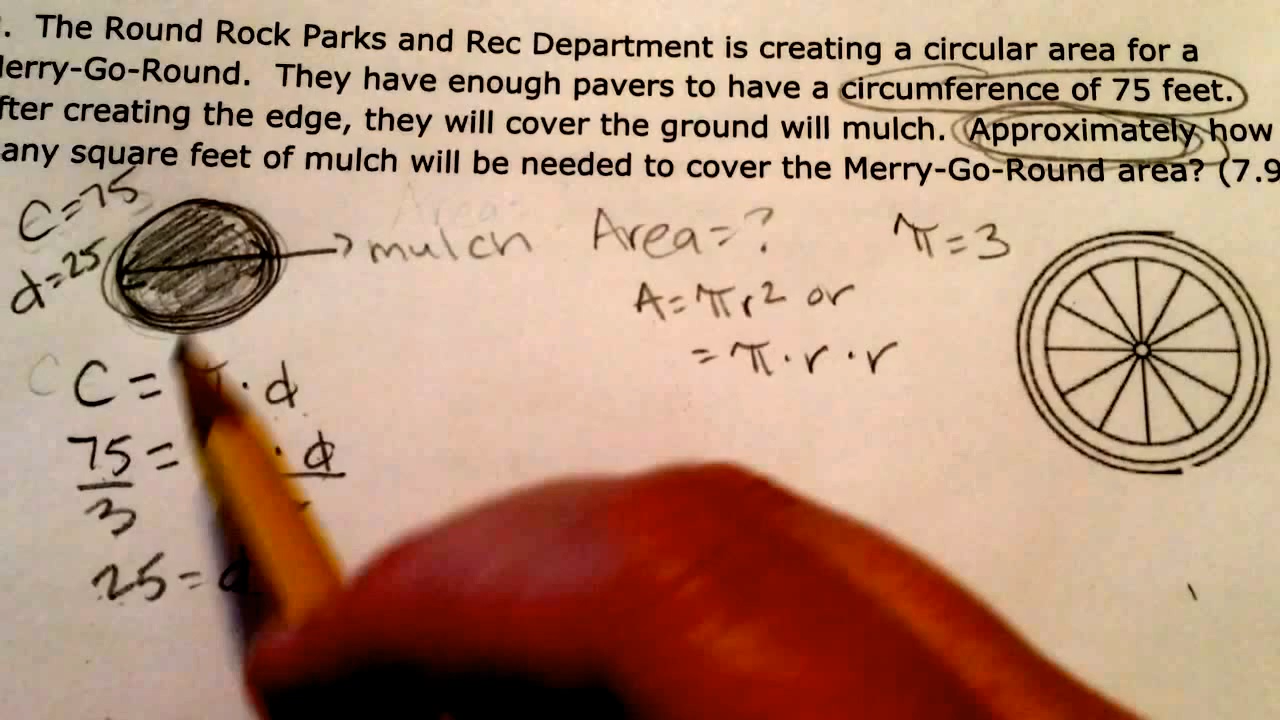 . The Round Rock Parks and Rec Department is creating a circular area for a
erry-Go-Round. They have enough pavers to have a circumference of 75 feet.
fter creating the edge, they will cover the ground will mulch. Approximately how
any square feet of mulch will be needed to cover the Merry-Go-Round area? (7.9
C=75
d=25
mulch
Area=?
π=3
A=πr² or
=π·r·r
C= π·d
75= · d
3
25=d